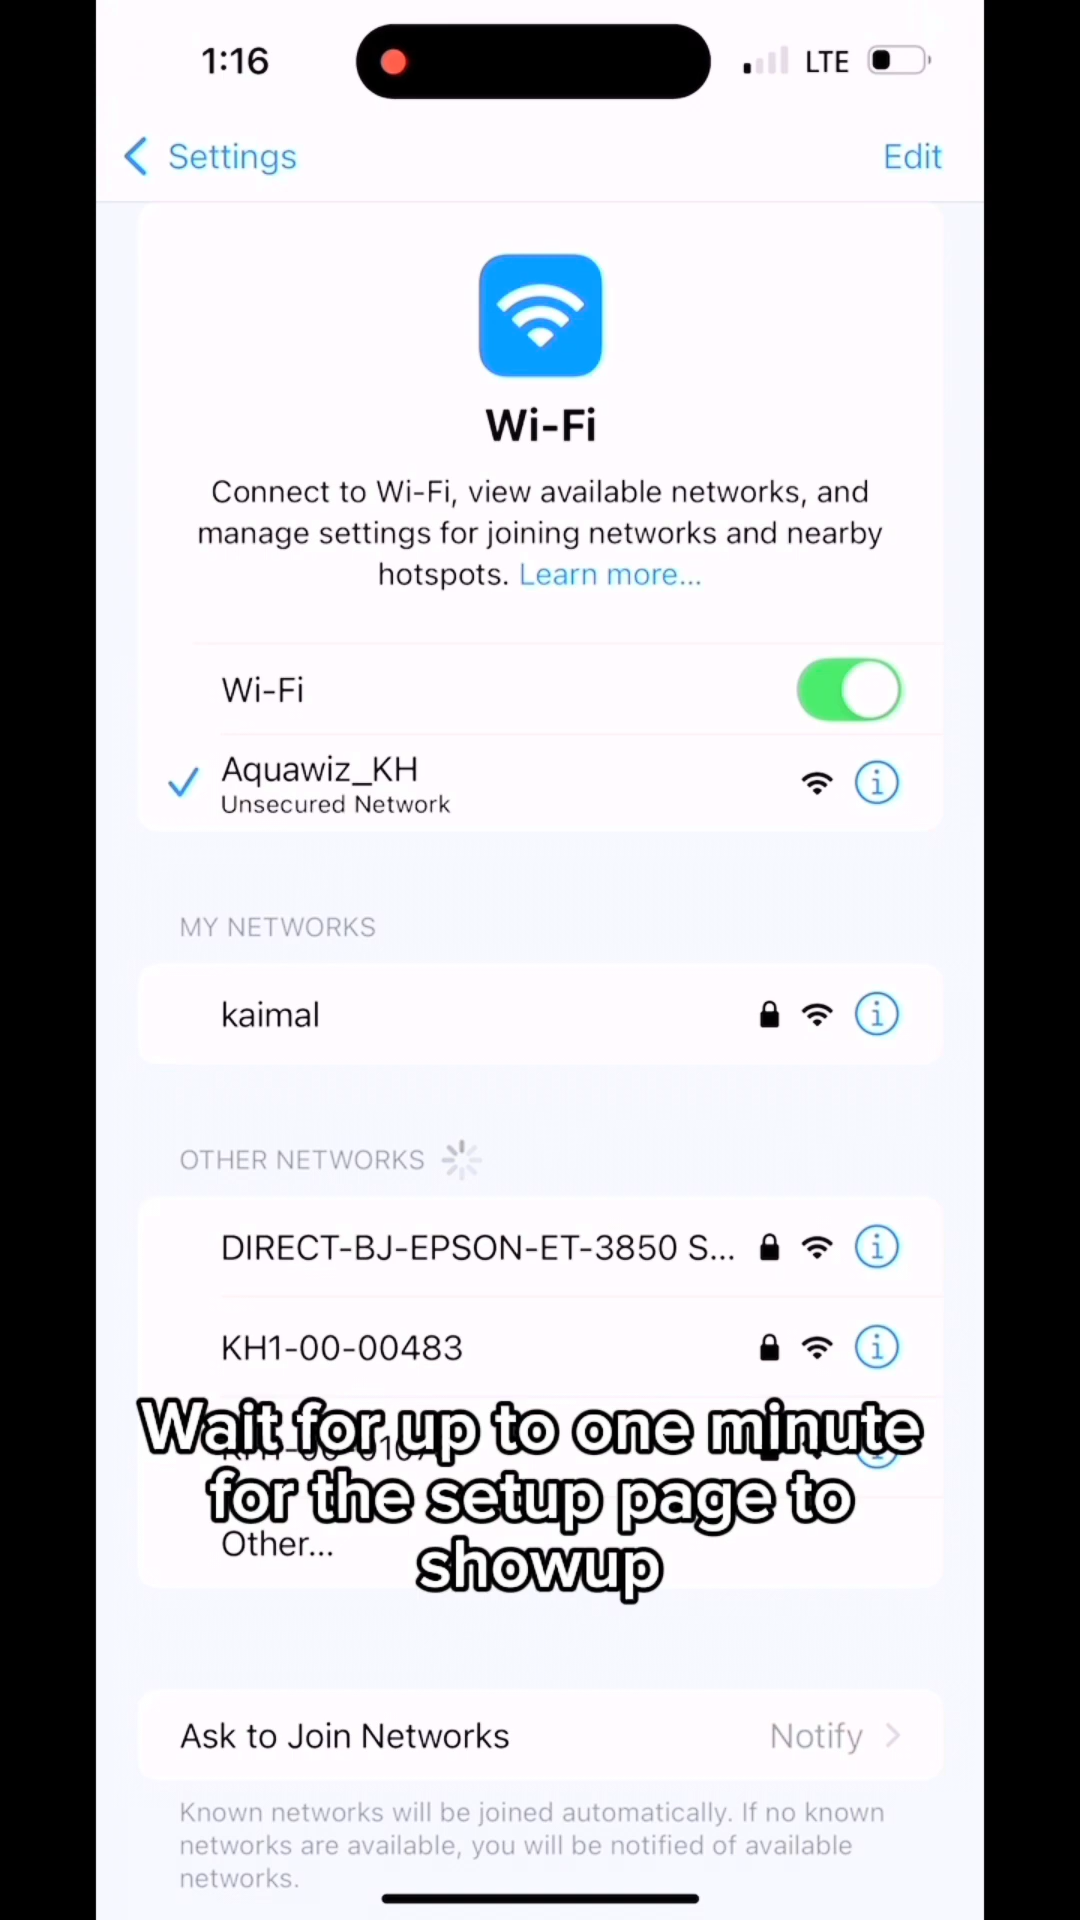 1:16
LTE
Settings
Edit
Wi-Fi
Connect to Wi-Fi, view available networks, and
manage settings for joining networks and nearby
hotspots. Learn more...
Wi-Fi
Aquawiz_KH
Unsecured Network
MY NETWORKS
kaimal
OTHER NETWORKS
DIRECT-BJ-EPSON-ET-3850 S...
KH1-00-00483
Wait for up to one minute
for the setup page to
showup
Other...
Ask to Join Networks
Notify
Known networks will be joined automatically. If no known
networks are available, you will be notified of available
networks.